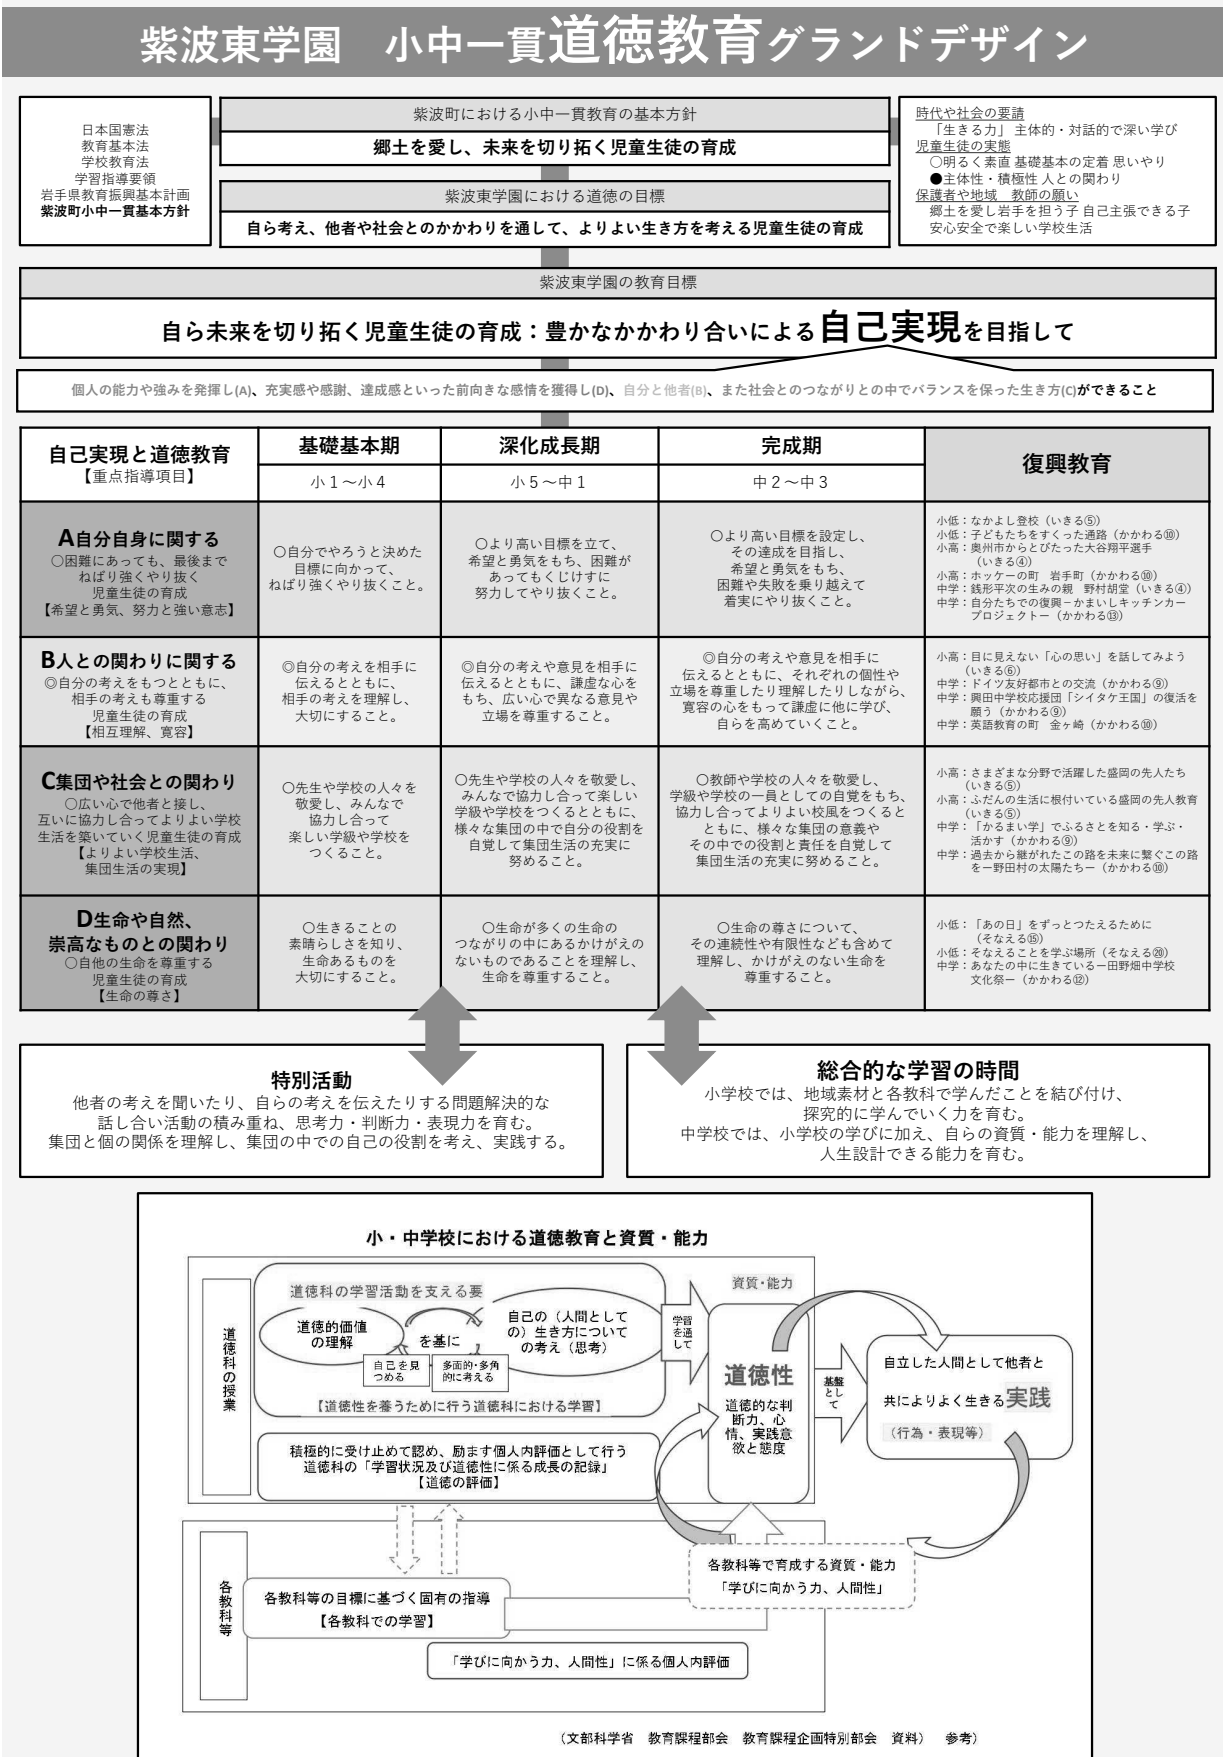 紫波東学園　小中一貫道徳教育グランドデザイン
日本国憲法
教育基本法
学校教育法
学習指導要領
岩手県教育振興基本計画
紫波町小中一貫基本方針
紫波町における小中一貫教育の基本方針
郷土を愛し、未来を切り拓く児童生徒の育成
紫波東学園における道徳の目標
自ら考え、他者や社会とのかかわりを通して、よりよい生き方を考える児童生徒の育成
時代や社会の要請
「生きる力」 主体的・対話的で深い学び
児童生徒の実態
○明るく素直 基礎基本の定着 思いやり
●主体性・積極性 人との関わり
保護者や地域　教師の願い
郷土を愛し岩手を担う子 自己主張できる子
安心安全で楽しい学校生活
紫波東学園の教育目標
自ら未来を切り拓く児童生徒の育成：豊かなかかわり合いによる自己実現を目指して
個人の能力や強みを発揮し(A)、充実感や感謝、達成感といった前向きな感情を獲得し(D)、自分と他者(B)、また社会とのつながりとの中でバランスを保った生き方(C)ができること
自己実現と道徳教育
【重点指導項目】
基礎基本期
小１～小４
深化成長期
小５～中１
完成期
中２～中３
復興教育
A自分自身に関する
○困難にあっても、最後まで
ねばり強くやり抜く
児童生徒の育成
【希望と勇気、努力と強い意志】
○自分でやろうと決めた
目標に向かって、
ねばり強くやり抜くこと。
○より高い目標を立て、
希望と勇気をもち、困難が
あってもくじけずに
努力してやり抜くこと。
○より高い目標を設定し、
その達成を目指し、
希望と勇気をもち、
困難や失敗を乗り越えて
着実にやり抜くこと。
小低：なかよし登校（いきる⑤）
小低：子どもたちをすくった通路（かかわる⑩）
小高：奥州市からとびたった大谷翔平選手
（いきる④）
小高：ホッケーの町　岩手町（かかわる⑩）
中学：銭形平次の生みの親　野村胡堂（いきる④）
中学：自分たちでの復興－かまいしキッチンカー
プロジェクトー（かかわる⑬）
B人との関わりに関する
◎自分の考えをもつとともに、
相手の考えも尊重する
児童生徒の育成
【相互理解、寛容】
◎自分の考えを相手に
伝えるとともに、
相手の考えを理解し、
大切にすること。
◎自分の考えや意見を相手に
伝えるとともに、謙虚な心を
もち、広い心で異なる意見や
立場を尊重すること。
◎自分の考えや意見を相手に
伝えるとともに、それぞれの個性や
立場を尊重したり理解したりしながら、
寛容の心をもって謙虚に他に学び、
自らを高めていくこと。
小高：目に見えない「心の思い」を話してみよう
（いきる⑥）
中学：ドイツ友好都市との交流（かかわる⑨）
中学：興田中学校応援団「シイタケ王国」の復活を
願う（かかわる⑨）
中学：英語教育の町　金ヶ崎（かかわる⑩）
C集団や社会との関わり
○広い心で他者と接し、
互いに協力し合ってよりよい学校
生活を築いていく児童生徒の育成
【よりよい学校生活、
集団生活の実現】
○先生や学校の人々を
敬愛し、みんなで
協力し合って
楽しい学級や学校を
つくること。
○先生や学校の人々を敬愛し、
みんなで協力し合って楽しい
学級や学校をつくるとともに、
様々な集団の中で自分の役割を
自覚して集団生活の充実に
努めること。
○教師や学校の人々を敬愛し、
学級や学校の一員としての自覚をもち、
協力し合ってよりよい校風をつくると
ともに、様々な集団の意義や
その中での役割と責任を自覚して
集団生活の充実に努めること。
小高：さまざまな分野で活躍した盛岡の先人たち
（いきる⑤）
小高：ふだんの生活に根付いている盛岡の先人教育
（いきる⑤）
中学：「かるまい学」でふるさとを知る・学ぶ・
活かす（かかわる⑨）
中学：過去から継がれたこの路を未来に繋ぐこの路
を－野田村の太陽たちー（かかわる⑩）
D生命や自然、
崇高なものとの関わり
○自他の生命を尊重する
児童生徒の育成
【生命の尊さ】
○生きることの
素晴らしさを知り、
生命あるものを
大切にすること。
○生命が多くの生命の
つながりの中にあるかけがえの
ないものであることを理解し、
生命を尊重すること。
○生命の尊さについて、
その連続性や有限性なども含めて
理解し、かけがえのない生命を
尊重すること。
小低：「あの日」をずっとつたえるために
（そなえる⑮）
小低：そなえることを学ぶ場所（そなえる⑳）
中学：あなたの中に生きている－田野畑中学校
文化祭－（かかわる⑫）
特別活動
他者の考えを聞いたり、自らの考えを伝えたりする問題解決的な
話し合い活動の積み重ね、思考力・判断力・表現力を育む。
集団と個の関係を理解し、集団の中での自己の役割を考え、実践する。
総合的な学習の時間
小学校では、地域素材と各教科で学んだことを結び付け、
探究的に学んでいく力を育む。
中学校では、小学校の学びに加え、自らの資質・能力を理解し、
人生設計できる能力を育む。
小・中学校における道徳教育と資質・能力
道徳科の授業
道徳科の学習活動を支える要
道徳的価値
の理解
を基に
自己の（人間として
の）生き方について
の考え（思考）
自己を見
つめる
多面的・多角
的に考える
【道徳性を養うために行う道徳科における学習】
積極的に受け止めて認め、励ます個人内評価として行う
道徳科の「学習状況及び道徳性に係る成長の記録」
【道徳の評価】
学習を通して
資質・能力
道徳性
道徳的な判
断力、心
情、実践意
欲と態度
基盤として
自立した人間として他者と
共によりよく生きる実践
（行為・表現等）
各教科等
各教科等の目標に基づく固有の指導
【各教科での学習】
各教科等で育成する資質・能力
「学びに向かう力、人間性」
「学びに向かう力、人間性」に係る個人内評価
（文部科学省　教育課程部会　教育課程企画特別部会　資料）　参考）